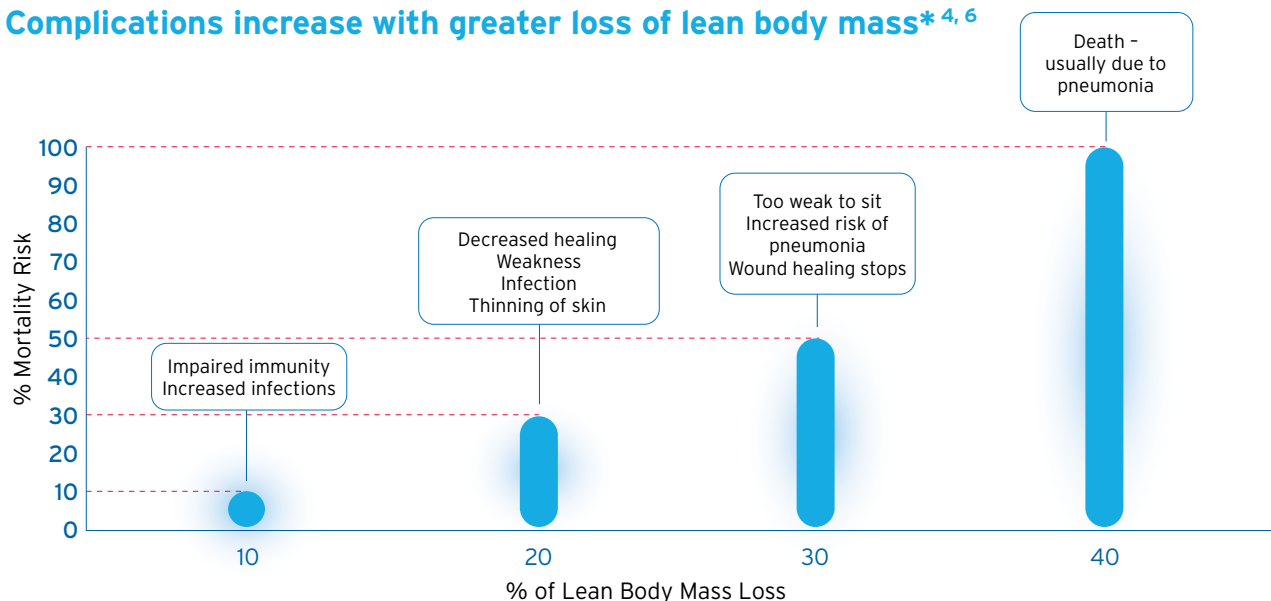 Complications increase with greater loss of lean body mass* 4, 6
Death –
usually due to
pneumonia
Too weak to sit
Increased risk of
pneumonia
Wound healing stops
Decreased healing
Weakness
Infection
Thinning of skin
Impaired immunity
Increased infections
% Mortality Risk
100
90
80
70
60
50
40
30
20
10
0
10
20
30
40
% of Lean Body Mass Loss